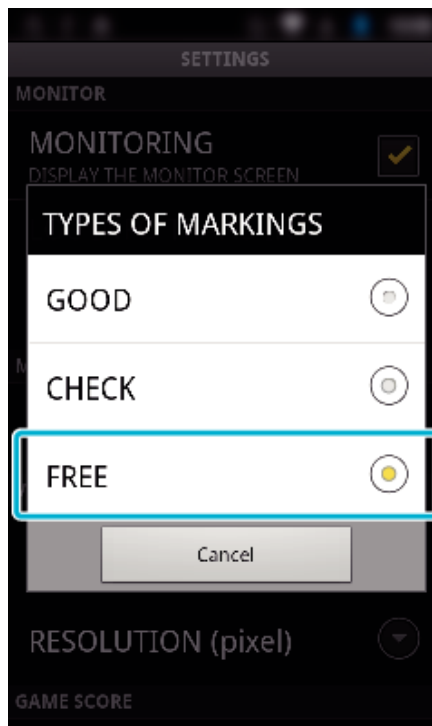 SETTINGS
MONITOR
MONITORING
DISPLAY THE MONITOR SCREEN
TYPES OF MARKINGS
GOOD
CHECK
FREE
Cancel
RESOLUTION (pixel)
GAME SCORE